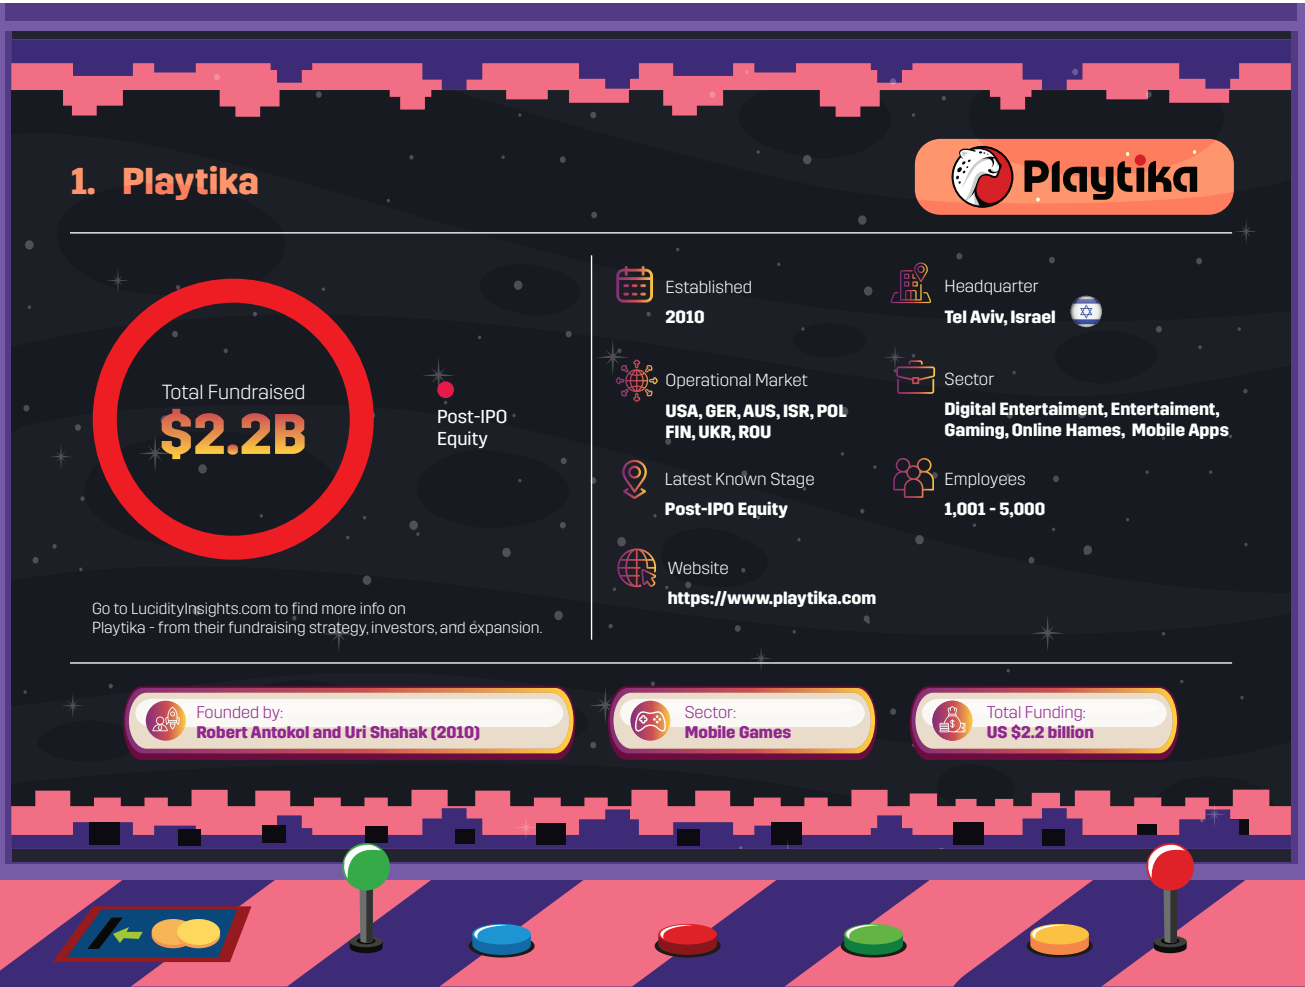 1. Playtika
Playtika
Total Fundraised
$2.2B
Post-IPO
Equity
Go to LucidityInsights.com to find more info on
Playtika - from their fundraising strategy, investors, and expansion.
Established
2010
Headquarter
Tel Aviv, Israel
Operational Market
USA, GER, AUS, ISR, POL
FIN, UKR, ROU
Sector
Digital Entertaiment, Entertaiment,
Gaming, Online Hames, Mobile Apps
Latest Known Stage
Post-IPO Equity
Employees
1,001 - 5,000
Website
https://www.playtika.com
Founded by:
Robert Antokol and Uri Shahak (2010)
Sector:
Mobile Games
Total Funding:
US $2.2 billion